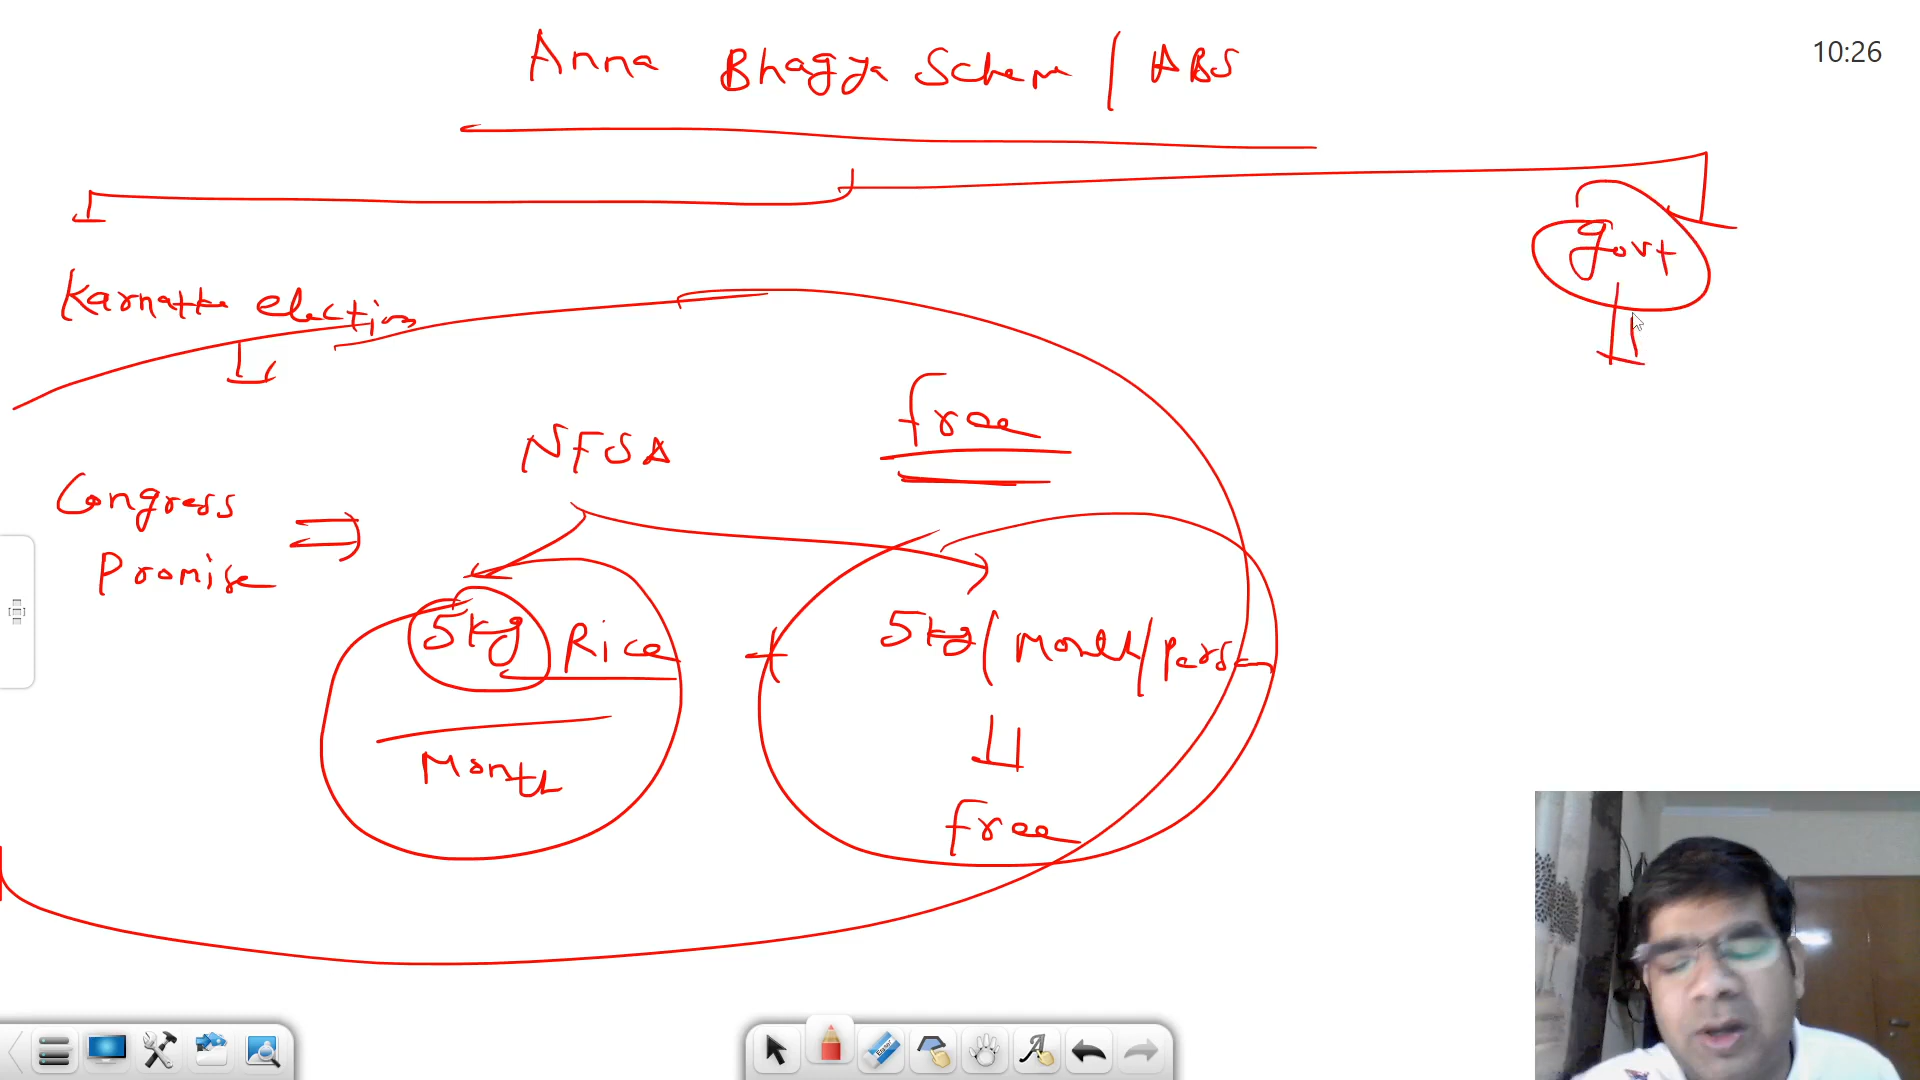 Anna Bhagya Scheme / ABS
10:26
govt
Karnatka election
free
NFSA
Congress
Promise
5kg Rice
Month
+
5kg/Month/Person
free